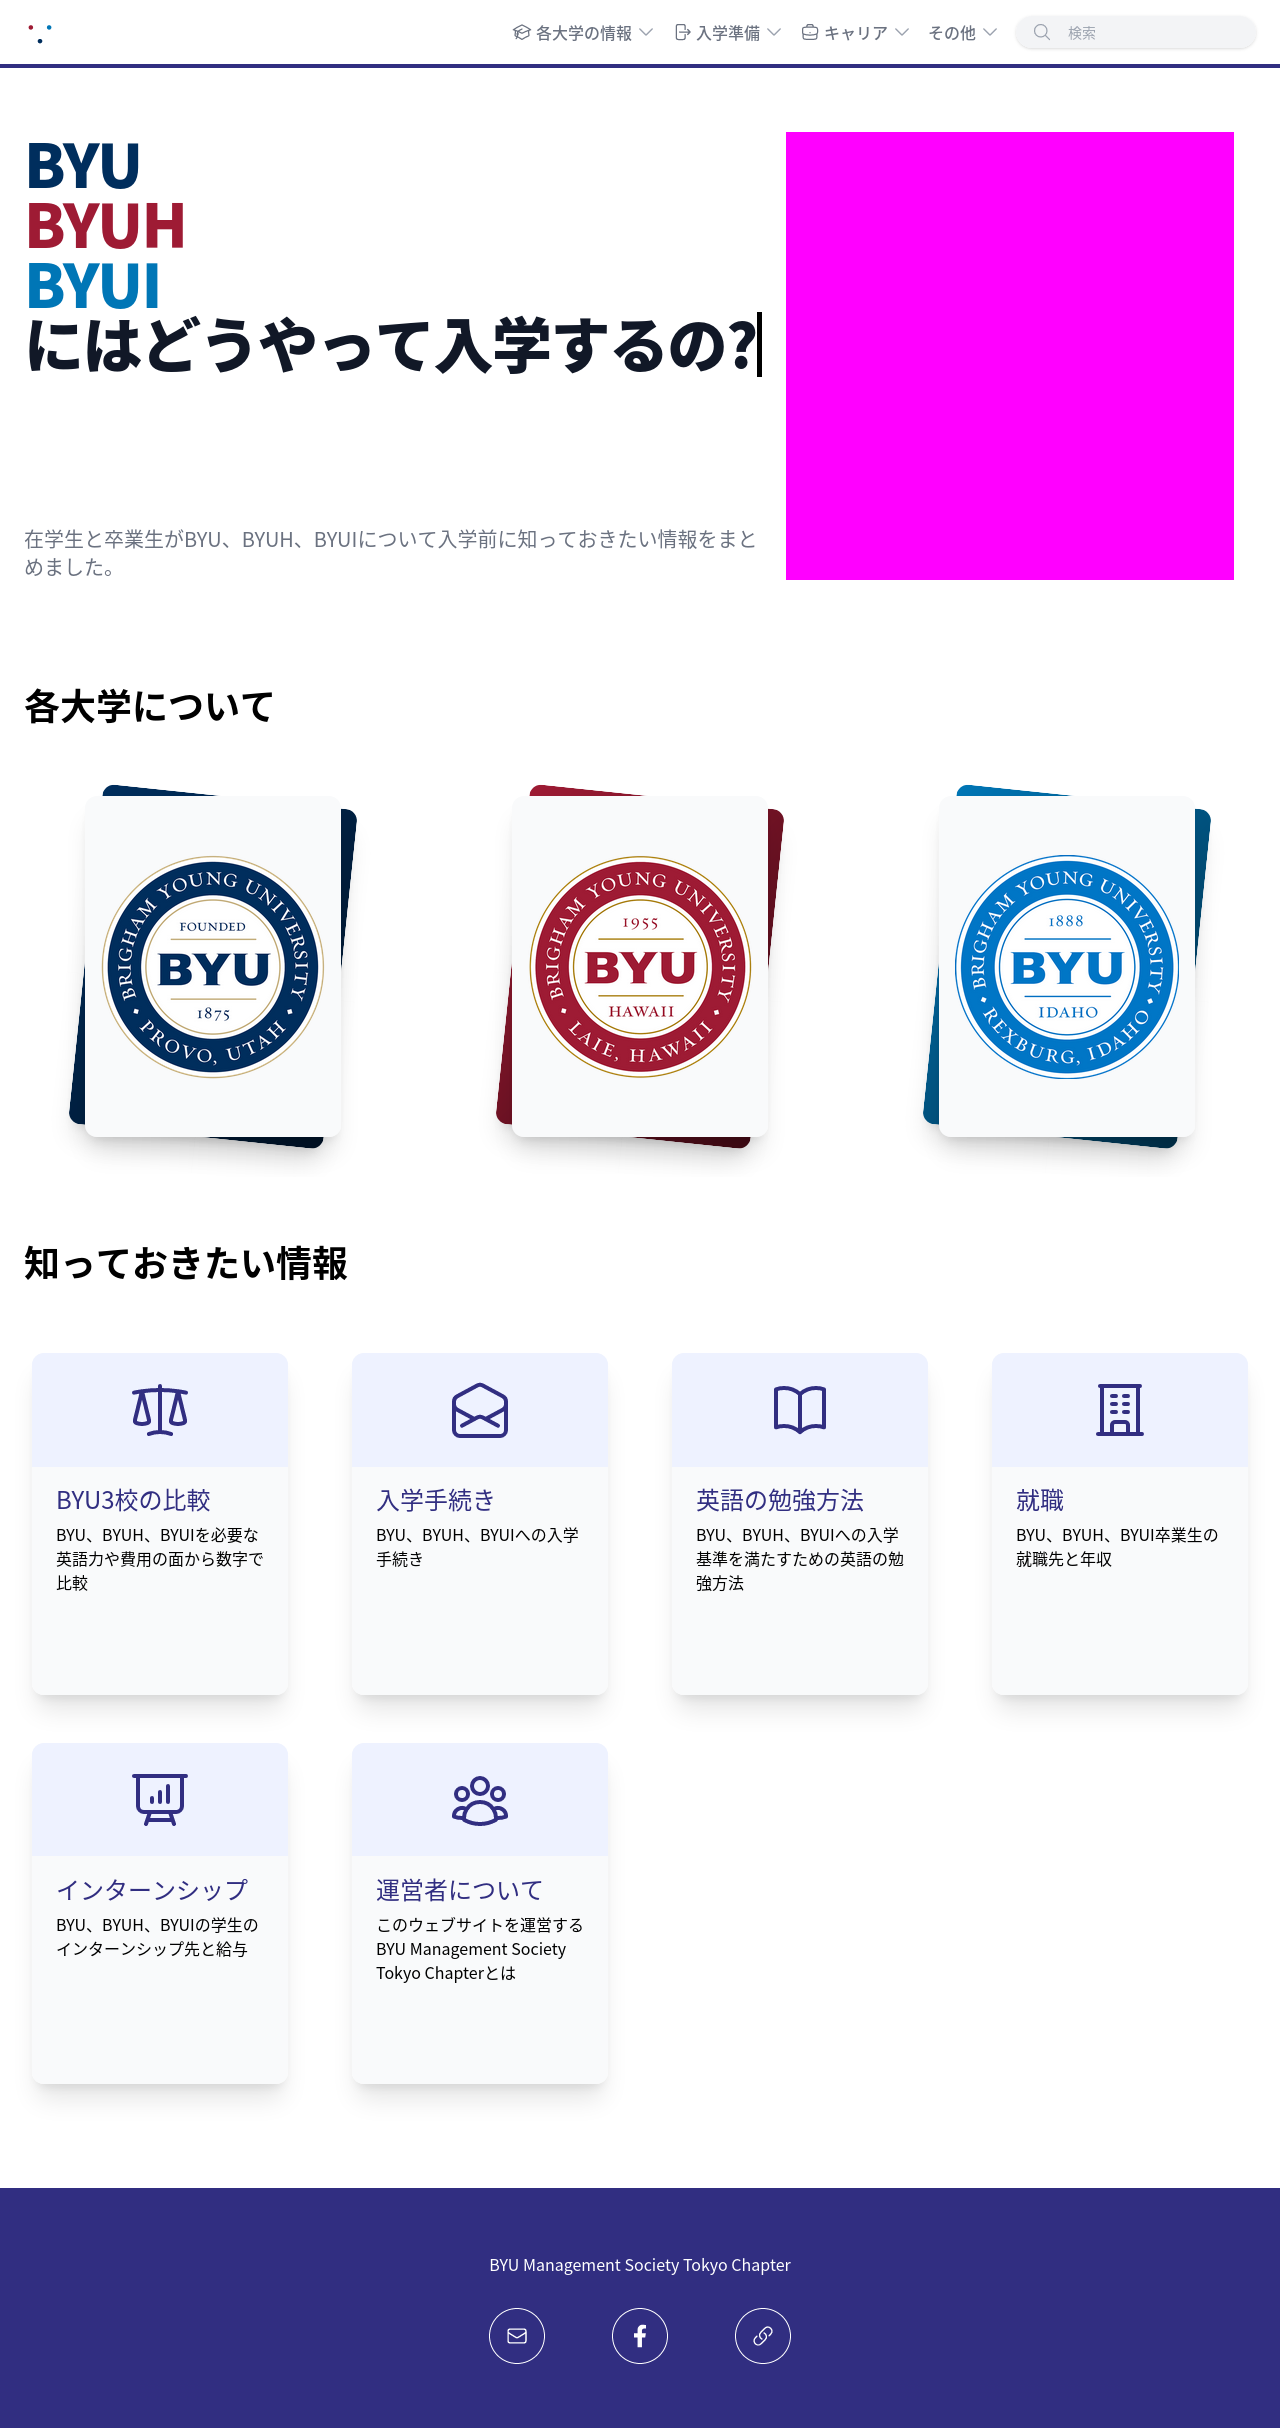 各大学の情報 入学準備 キャリア その他 検索
BYU
BYUH
BYUI
にはどうやって入学するの?
在学生と卒業生がBYU、BYUH、BYUIについて入学前に知っておきたい情報をまと
めました。
各大学について
BRIGHAM YOUNG UNIVERSITY
FOUNDED
BYU
1875
PROVO, UTAH
BRIGHAM YOUNG UNIVERSITY
1955
BYU
HAWAII
LAIE, HAWAII
BRIGHAM YOUNG UNIVERSITY
1888
BYU
IDAHO
REXBURG, IDAHO
知っておきたい情報
BYU3校の比較
BYU、BYUH、BYUIを必要な
英語力や費用の面から数字で
比較
入学手続き
BYU、BYUH、BYUIへの入学
手続き
英語の勉強方法
BYU、BYUH、BYUIへの入学
基準を満たすための英語の勉
強方法
就職
BYU、BYUH、BYUI卒業生の
就職先と年収
インターンシップ
BYU、BYUH、BYUIの学生の
インターンシップ先と給与
運営者について
このウェブサイトを運営する
BYU Management Society
Tokyo Chapterとは
BYU Management Society Tokyo Chapter